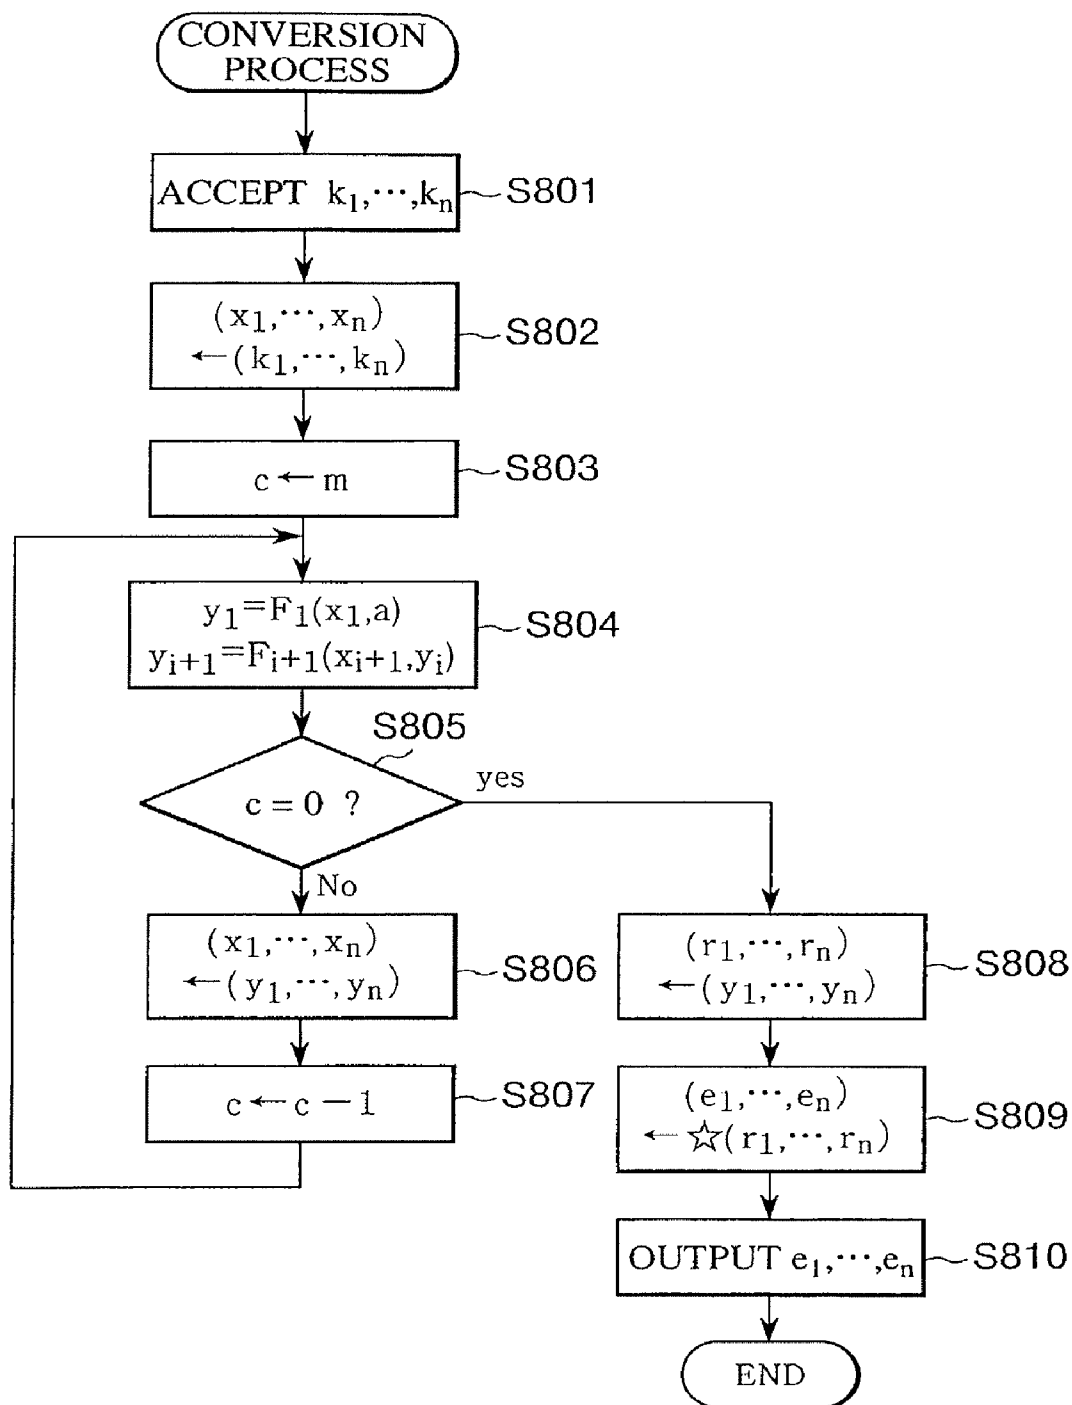 CONVERSION
PROCESS
ACCEPT k₁,⋯,kₙ
S801
(x₁,⋯,xₙ)
←(k₁,⋯,kₙ)
S802
c←m
S803
y₁=F₁(x₁,a)
yᵢ₊₁=Fᵢ₊₁(xᵢ₊₁,yᵢ)
S804
S805
c=0 ?
yes
No
(x₁,⋯,xₙ)
←(y₁,⋯,yₙ)
S806
c←c−1
S807
(r₁,⋯,rₙ)
←(y₁,⋯,yₙ)
S808
(e₁,⋯,eₙ)
←☆(r₁,⋯,rₙ)
S809
OUTPUT e₁,⋯,eₙ
S810
END